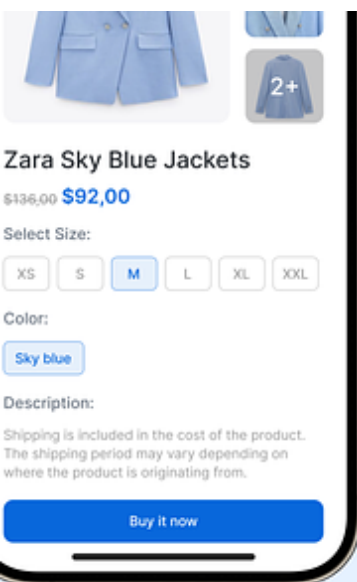 2+
Zara Sky Blue Jackets
$136,00 $92,00
Select Size:
XS S M L XL XXL
Color:
Sky blue
Description:
Shipping is included in the cost of the product.
The shipping period may vary depending on
where the product is originating from.
Buy it now